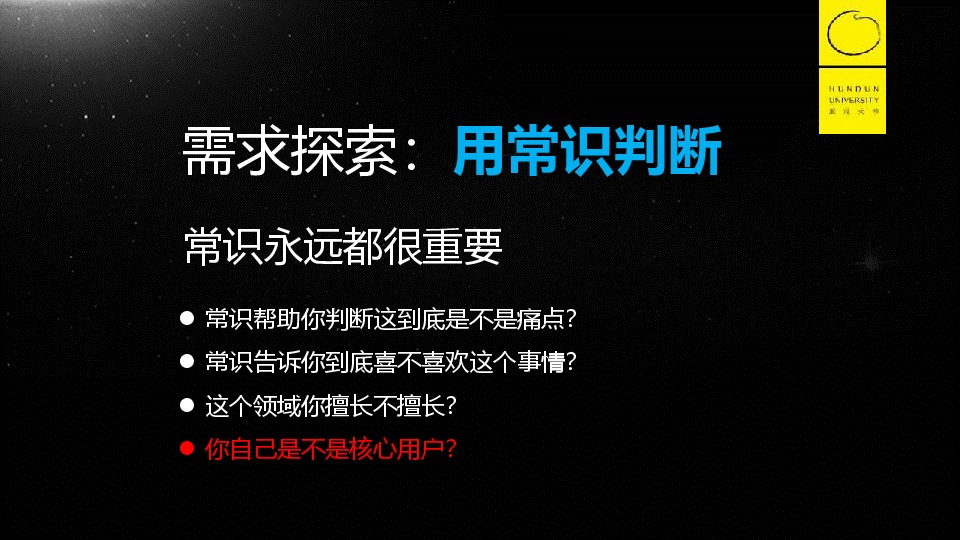 HUNDUN
UNIVERSITY
混沌大学
需求探索：用常识判断
常识永远都很重要
● 常识帮助你判断这到底是不是痛点？
● 常识告诉你到底喜不喜欢这个事情？
● 这个领域你擅长不擅长？
● 你自己是不是核心用户？